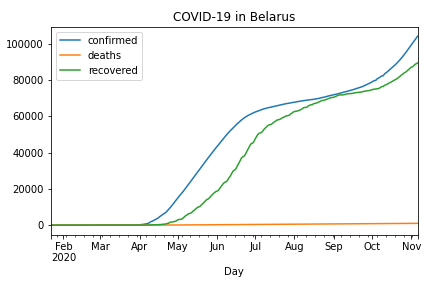 COVID-19 in Belarus
confirmed
deaths
recovered
100000
80000
60000
40000
20000
0
Feb Mar Apr May Jun Jul Aug Sep Oct Nov
2020
Day